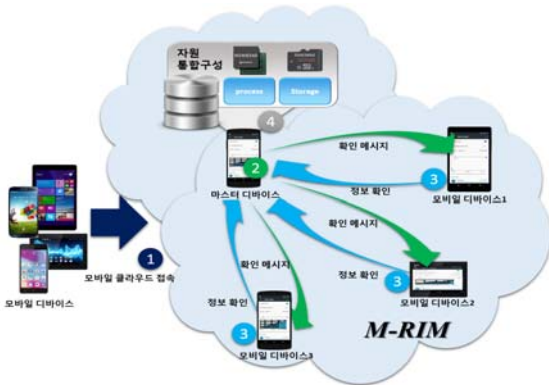 자원
통합구성
process
Storage
4
2
마스터 디바이스
확인 메시지
3
정보 확인
모바일 디바이스1
확인 메시지
정보 확인
3
모바일 디바이스2
1
모바일 클라우드 접속
모바일 디바이스
확인 메시지
정보 확인
3
모바일 디바이스3
M-RIM